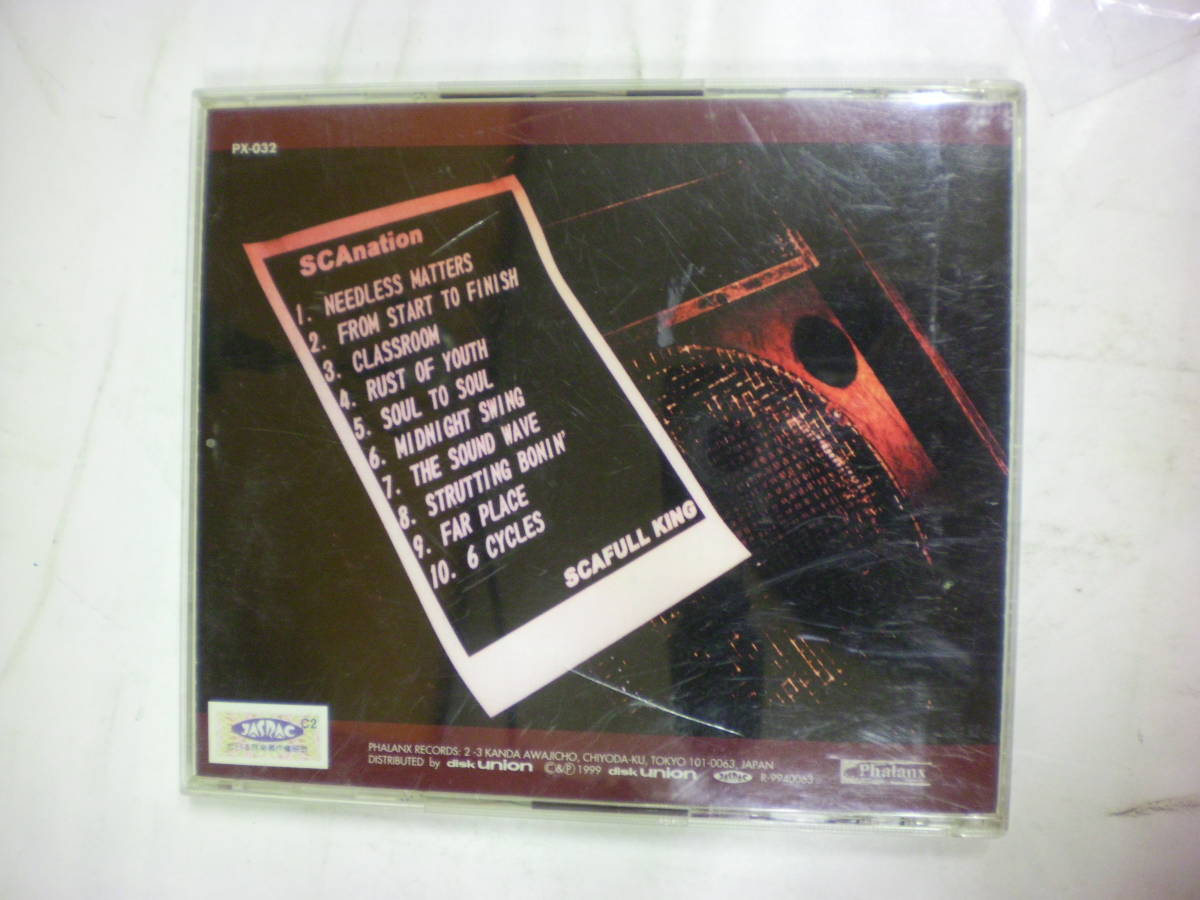 PX-032
SCAnation
1. NEEDLESS MATTERS
2. FROM START TO FINISH
3. CLASSROOM
4. RUST OF YOUTH
5. SOUL TO SOUL
6. MIDNIGHT SWING
7. THE SOUND WAVE
8. STRUTTING BONIN'
9. FAR PLACE
10. 6 CYCLES
SCAFULL KING
JASRAC C2
PHALANX RECORDS: 2 -3 KANDA AWAJICHO, CHIYODA-KU, TOKYO 101-0063, JAPAN
DISTRIBUTED by disk union C&P 1999 disk union JASRAC R-9940063
Phalanx